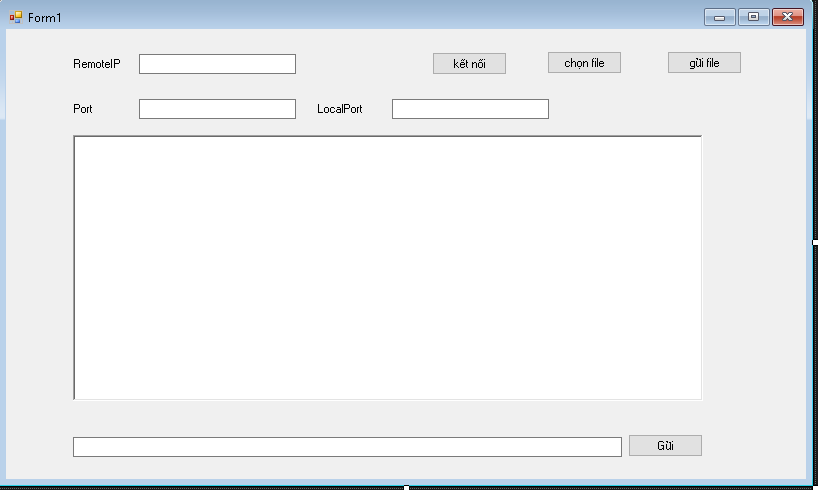 Form1
RemoteIP kết nối chọn file gửi file
Port LocalPort
Gửi